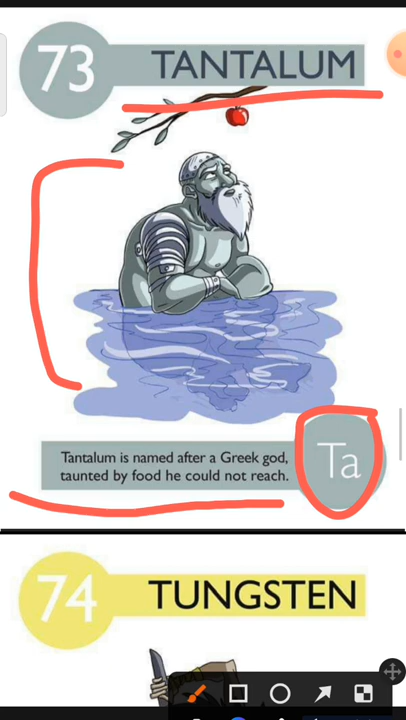 73 TANTALUM
Tantalum is named after a Greek god,
taunted by food he could not reach.
Ta
74 TUNGSTEN